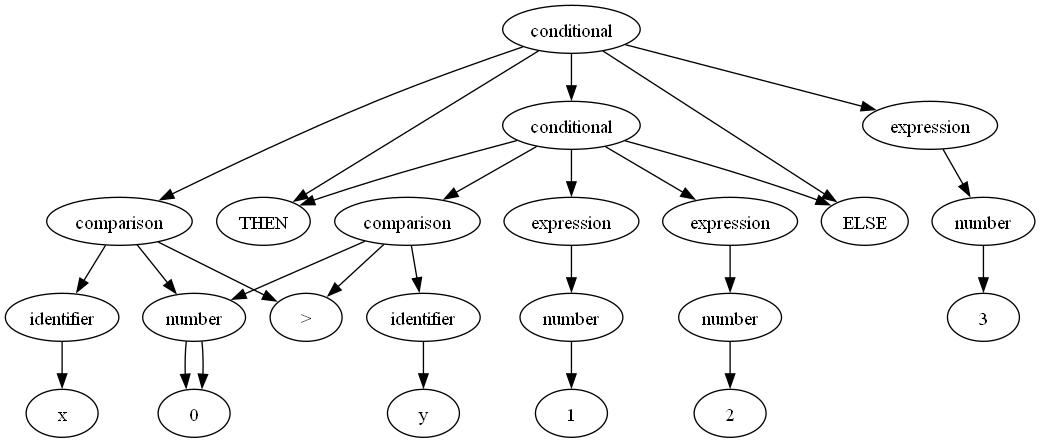 conditional
conditional
expression
comparison
THEN
comparison
expression
expression
ELSE
number
identifier
number
>
identifier
number
number
3
x
0
y
1
2